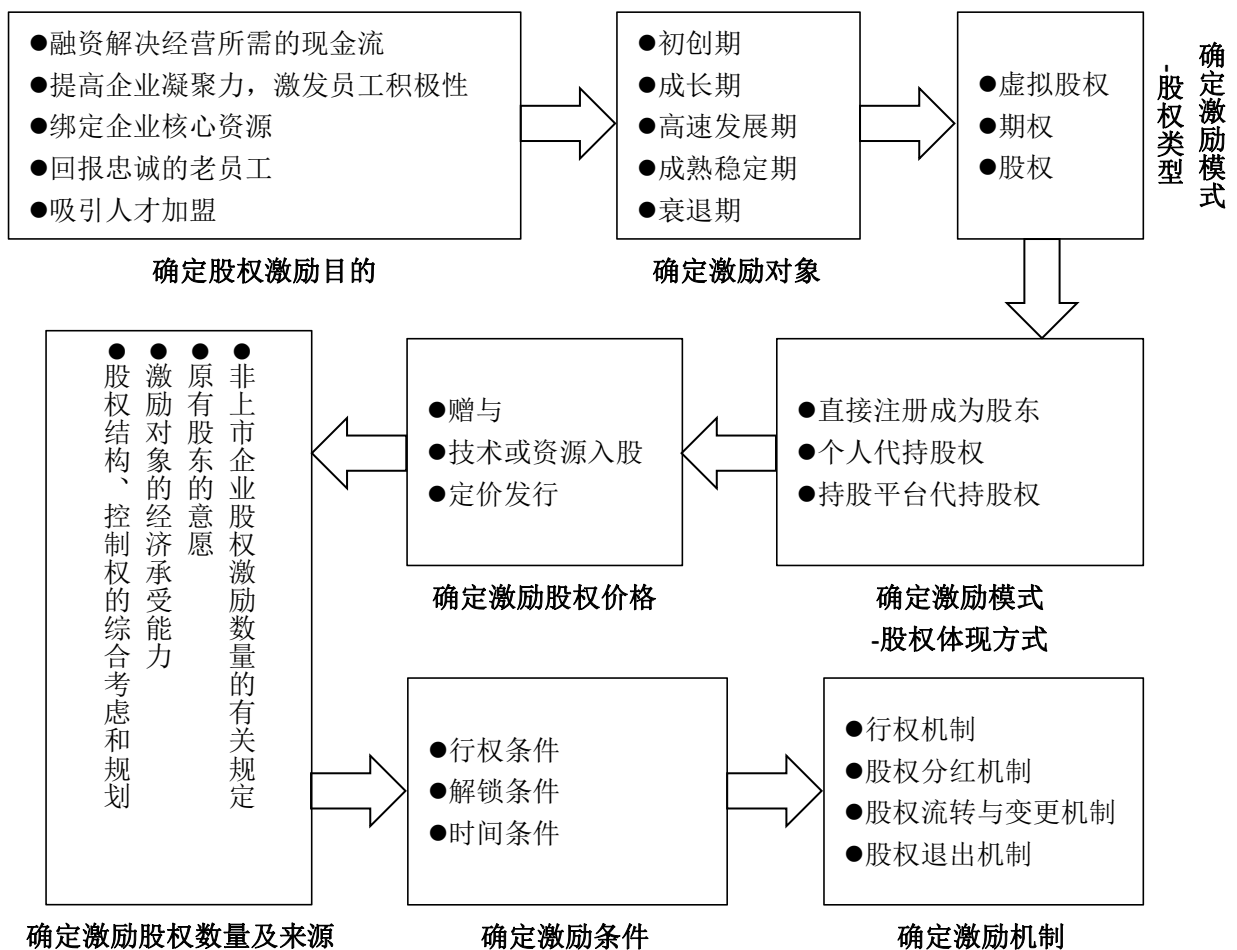 ●融资解决经营所需的现金流
●提高企业凝聚力，激发员工积极性
●绑定企业核心资源
●回报忠诚的老员工
●吸引人才加盟
确定股权激励目的
●初创期
●成长期
●高速发展期
●成熟稳定期
●衰退期
确定激励对象
●虚拟股权
●期权
●股权
确定激励模式
-股权类型
●直接注册成为股东
●个人代持股权
●持股平台代持股权
确定激励模式
-股权体现方式
●赠与
●技术或资源入股
●定价发行
确定激励股权价格
●非上市企业股权激励数量的有关规定
●原有股东的意愿
●激励对象的经济承受能力
●股权结构、控制权的综合考虑和规划
确定激励股权数量及来源
●行权条件
●解锁条件
●时间条件
确定激励条件
●行权机制
●股权分红机制
●股权流转与变更机制
●股权退出机制
确定激励机制